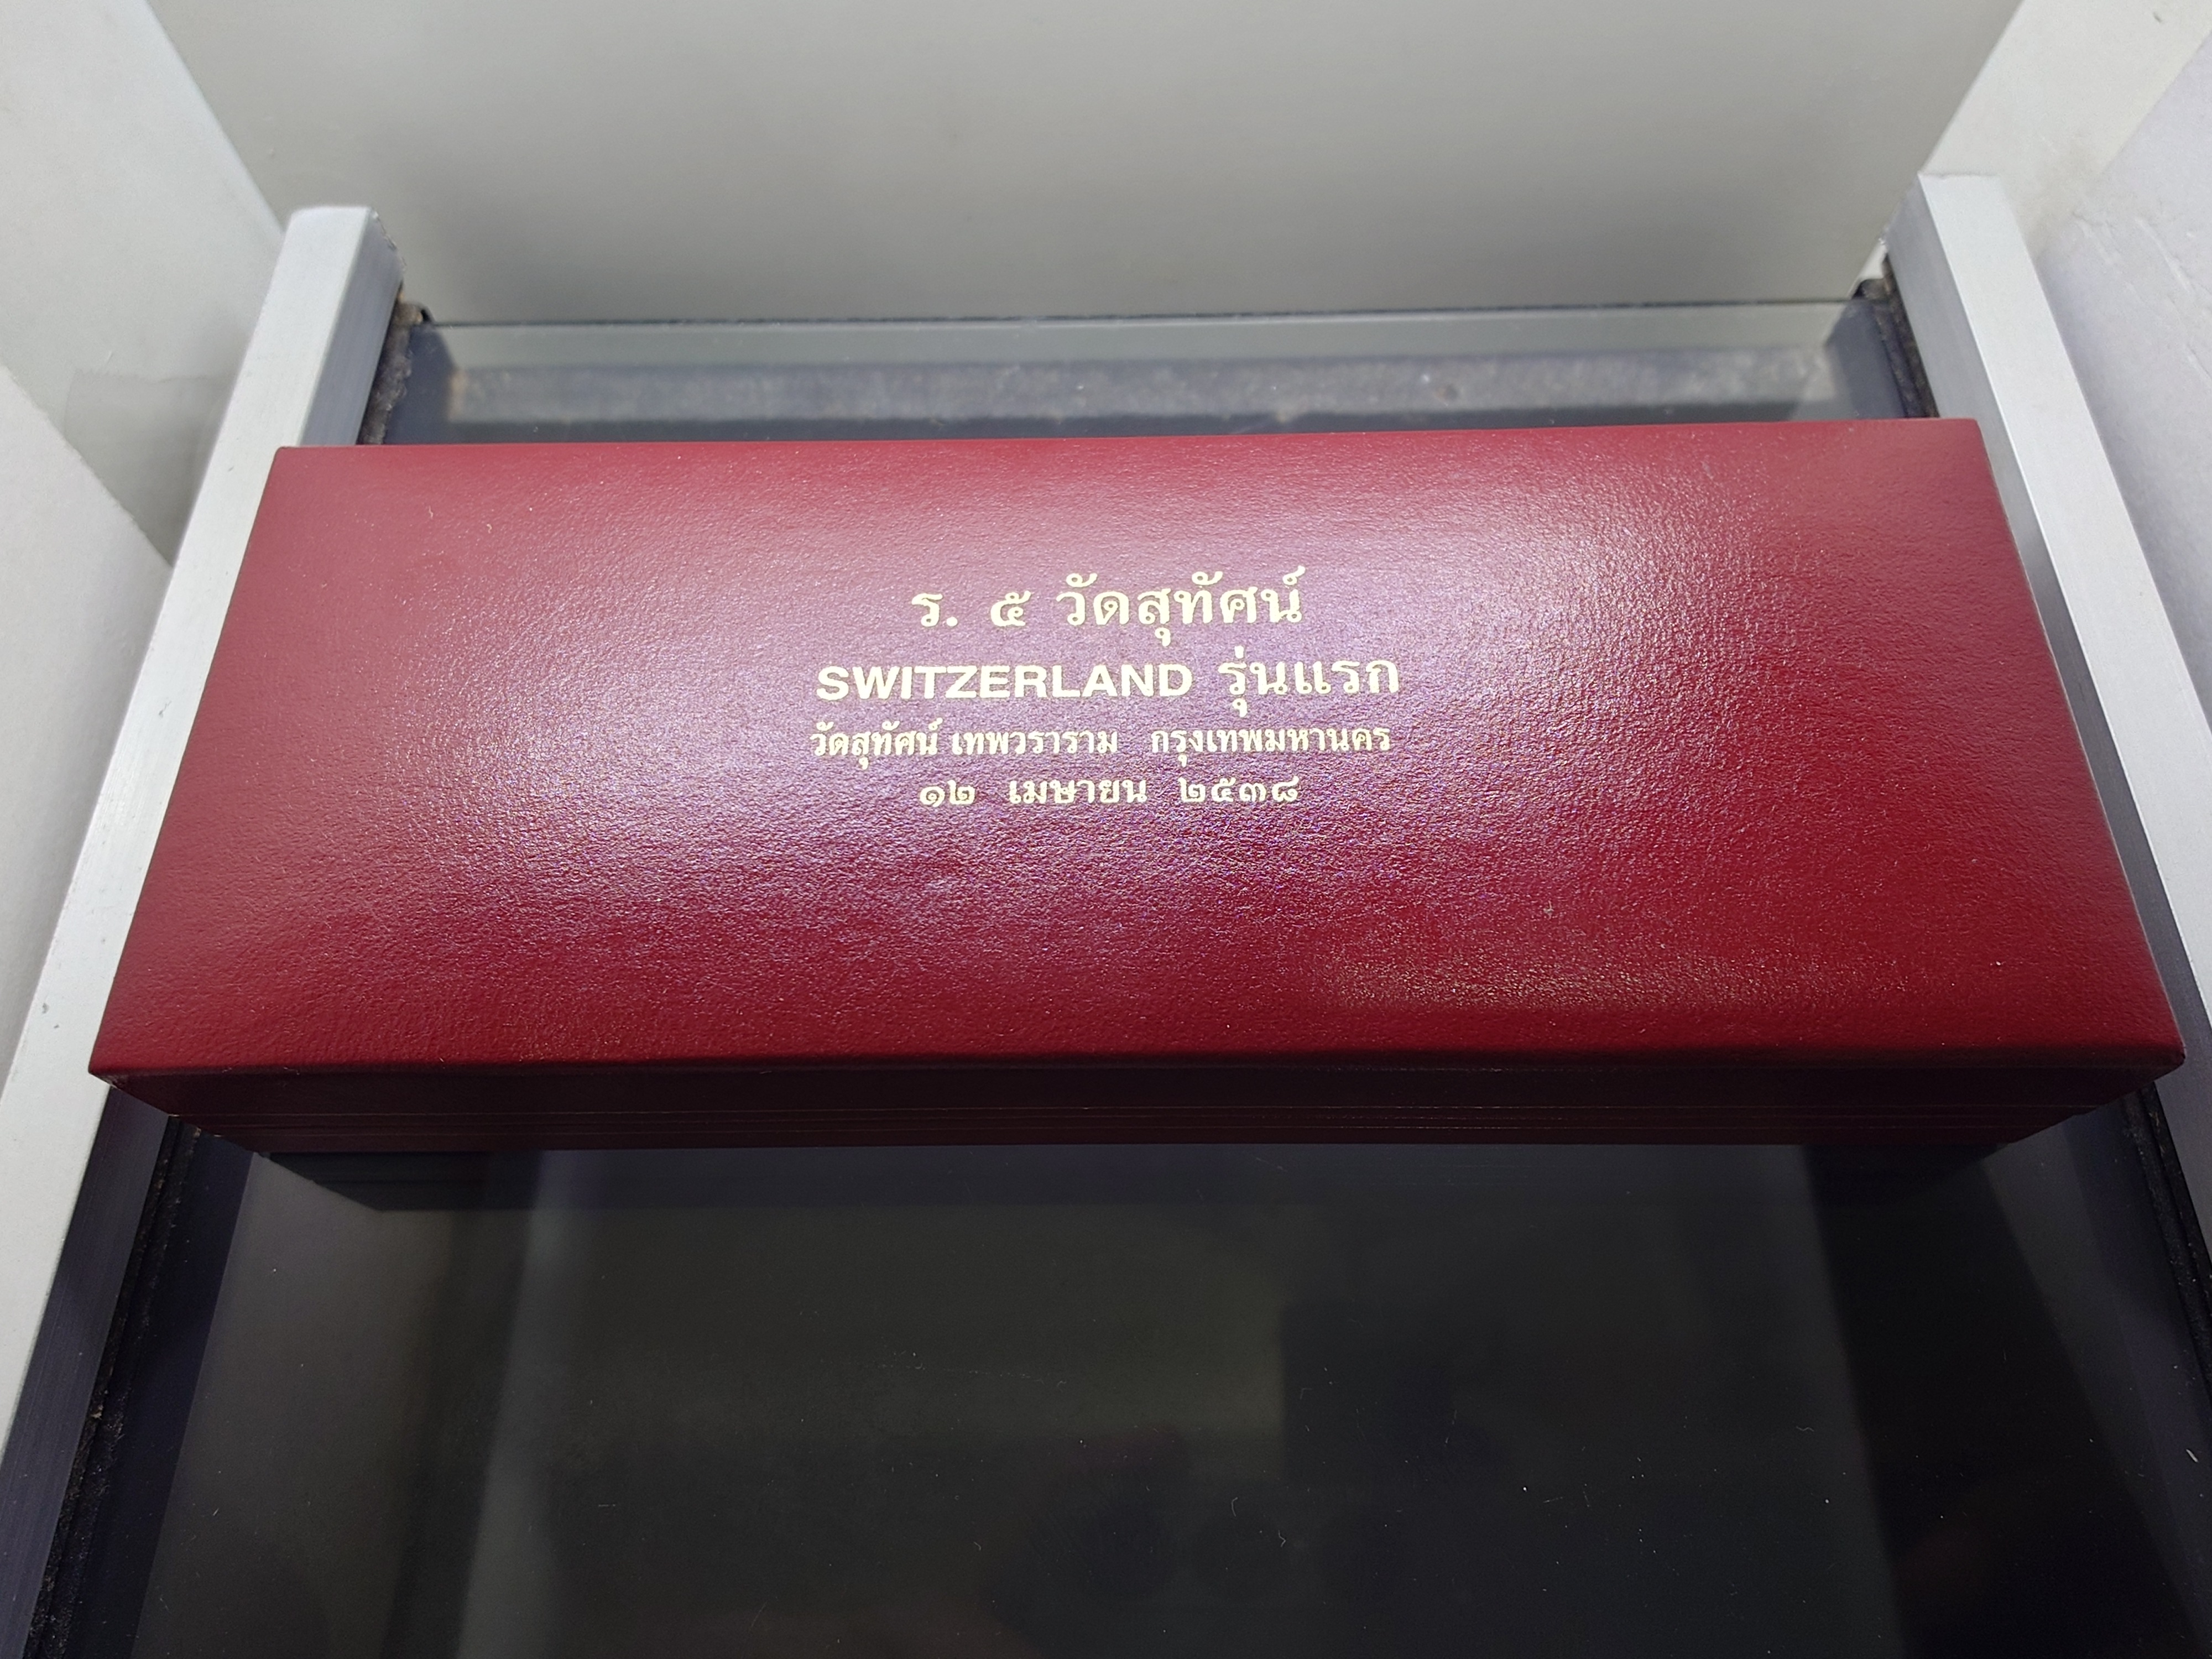 ร. ๕ วัดสุทัศน์
SWITZERLAND รุ่นแรก
วัดสุทัศน์ เทพวราราม กรุงเทพมหานคร
๑๒ เมษายน ๒๕๓๘